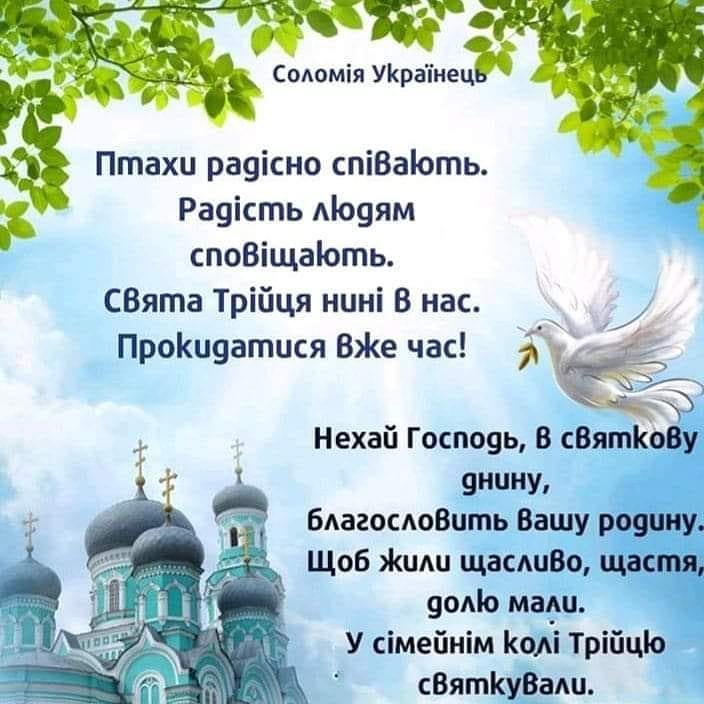 Соломія Українець
Птахи радісно співають.
Радість людям
сповіщають.
Свята Трійця нині в нас.
Прокидатися вже час!
Нехай Господь, в святкову
днину,
благословить вашу родину.
Щоб жили щасливо, щастя,
долю мали.
У сімейнім колі Трійцю
святкували.